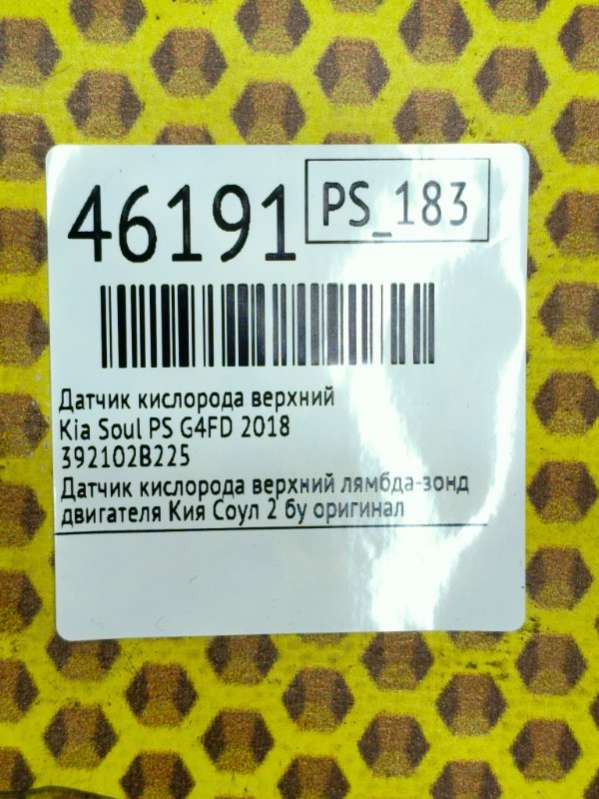 46191
PS_183
Датчик кислорода верхний
Kia Soul PS G4FD 2018
392102B225
Датчик кислорода верхний лямбда-зонд
двигателя Кия Соул 2 бу оригинал